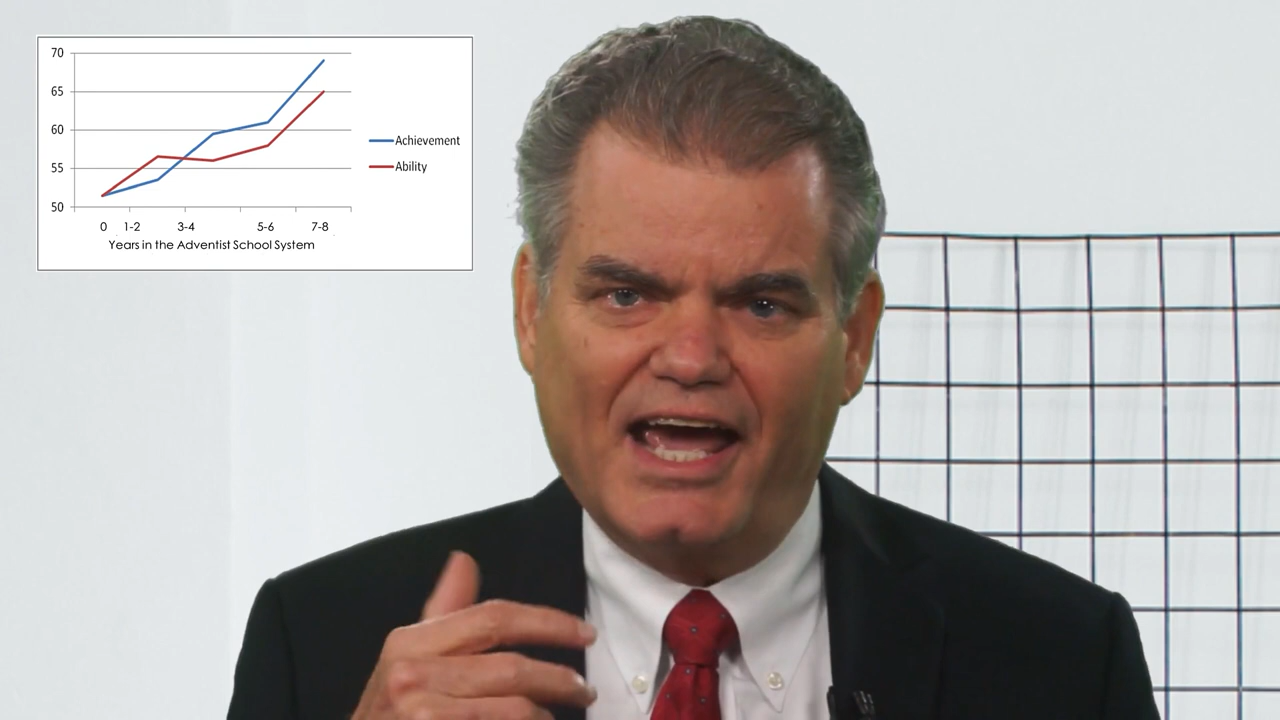 70
65
60
55
50
Achievement
Ability
0 1-2 3-4 5-6 7-8
Years in the Adventist School System